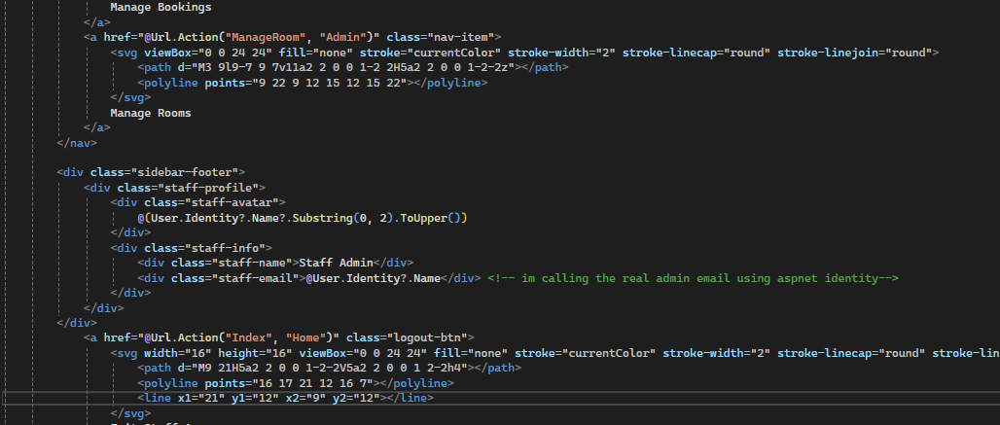 Manage Bookings
</a>
<a href="@Url.Action("ManageRoom", "Admin")" class="nav-item">
<svg viewBox="0 0 24 24" fill="none" stroke="currentColor" stroke-width="2" stroke-linecap="round" stroke-linejoin="round">
<path d="M3 9l9-7 9 7v11a2 2 0 0 1-2 2H5a2 2 0 0 1-2-2z"></path>
<polyline points="9 22 9 12 15 12 15 22"></polyline>
</svg>
Manage Rooms
</a>
</nav>
<div class="sidebar-footer">
<div class="staff-profile">
<div class="staff-avatar">
@(User.Identity?.Name?.Substring(0, 2).ToUpper())
</div>
<div class="staff-info">
<div class="staff-name">Staff Admin</div>
<div class="staff-email">@User.Identity?.Name</div> <!-- im calling the real admin email using aspnet identity-->
</div>
</div>
</div>
<a href="@Url.Action("Index", "Home")" class="logout-btn">
<svg width="16" height="16" viewBox="0 0 24 24" fill="none" stroke="currentColor" stroke-width="2" stroke-linecap="round" stroke-lin
<path d="M9 21H5a2 2 0 0 1-2-2V5a2 2 0 0 1 2-2h4"></path>
<polyline points="16 17 21 12 16 7"></polyline>
<line x1="21" y1="12" x2="9" y2="12"></line>
</svg>